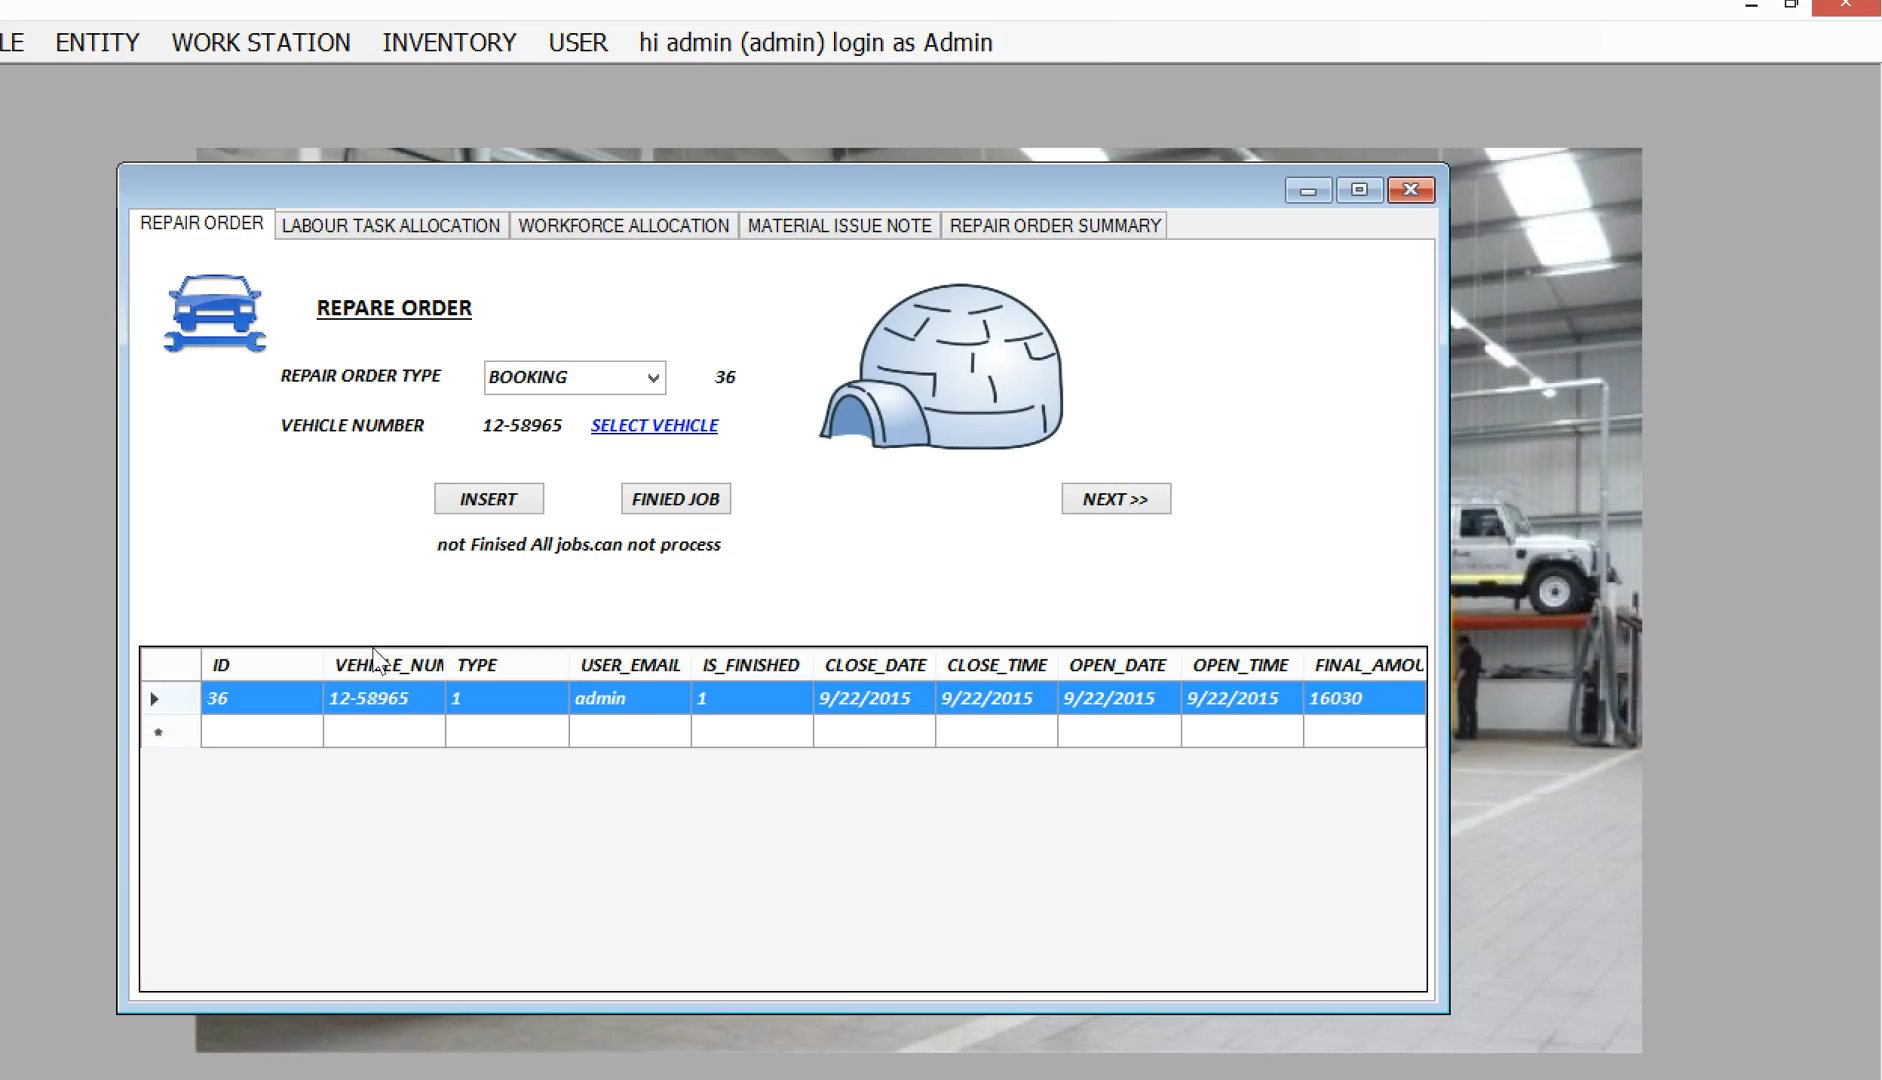 LE ENTITY WORK STATION INVENTORY USER hi admin (admin) login as Admin
REPAIR ORDER LABOUR TASK ALLOCATION WORKFORCE ALLOCATION MATERIAL ISSUE NOTE REPAIR ORDER SUMMARY
REPARE ORDER
REPAIR ORDER TYPE BOOKING 36
VEHICLE NUMBER 12-58965 SELECT VEHICLE
INSERT FINIED JOB NEXT >>
not Finised All jobs.can not process
ID VEHICLE_NUM TYPE USER_EMAIL IS_FINISHED CLOSE_DATE CLOSE_TIME OPEN_DATE OPEN_TIME FINAL_AMOU
36 12-58965 1 admin 1 9/22/2015 9/22/2015 9/22/2015 9/22/2015 16030